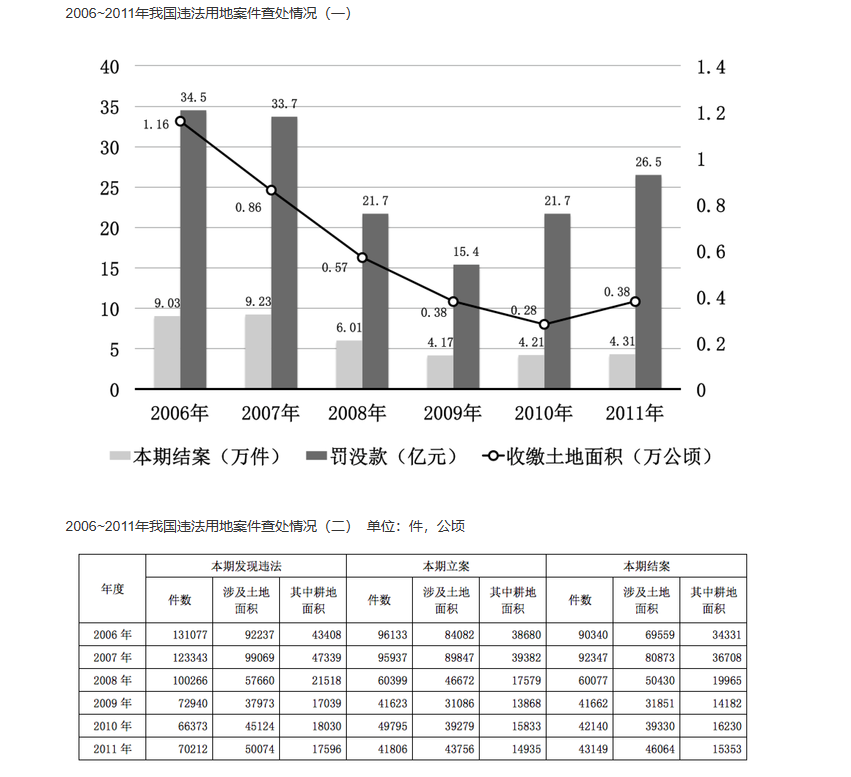 2006~2011年我国违法用地案件查处情况（一）
40 1.4
34.5
35 33.7
1.16 1.2
30
26.5
1
25
0.86 21.7 21.7 0.8
20
0.57 15.4 0.6
15
0.38 0.28 0.38 0.4
10 9.03 9.23
6.01 4.17 4.21 4.31
5 0.2
0 0
2006年 2007年 2008年 2009年 2010年 2011年
本期结案（万件） 罚没款（亿元） 收缴土地面积（万公顷）
2006~2011年我国违法用地案件查处情况（二） 单位：件，公顷
年度 本期发现违法 本期立案 本期结案
件数 涉及土地面积 其中耕地面积 件数 涉及土地面积 其中耕地面积 件数 涉及土地面积 其中耕地面积
2006 年 131077 92237 43408 96133 84082 38680 90340 69559 34331
2007 年 123343 99069 47339 95937 89847 39382 92347 80873 36708
2008 年 100266 57660 21518 60399 46672 17579 60077 50430 19965
2009 年 72940 37973 17039 41623 31086 13868 41662 31851 14182
2010 年 66373 45124 18030 49795 39279 15833 42140 39330 16230
2011 年 70212 50074 17596 41806 43756 14935 43149 46064 15353